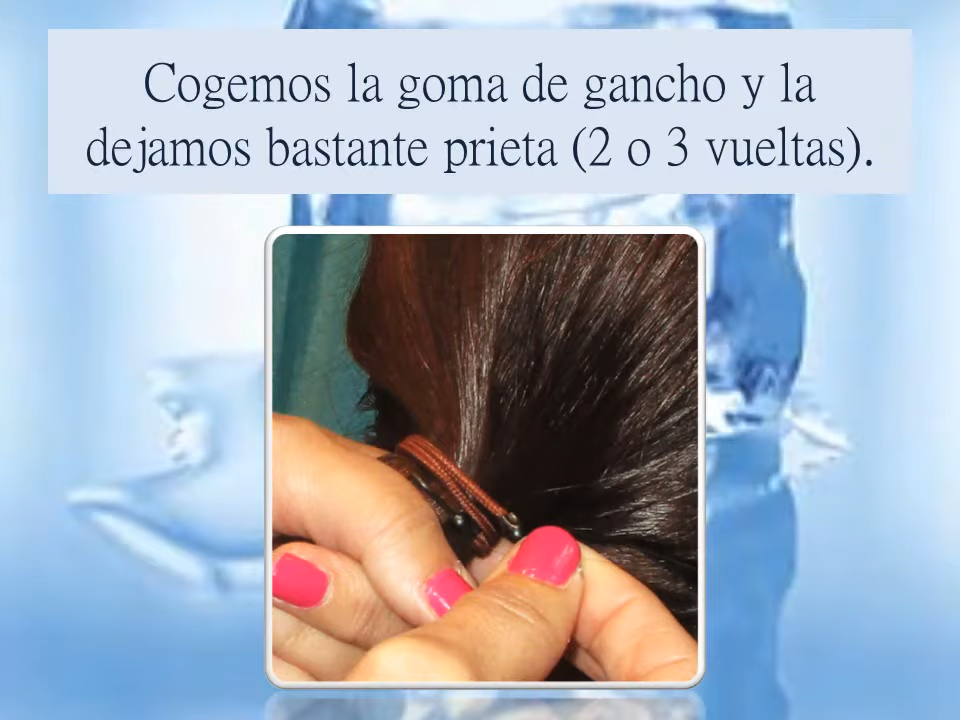 Cogemos la goma de gancho y la
dejamos bastante prieta (2 o 3 vueltas).